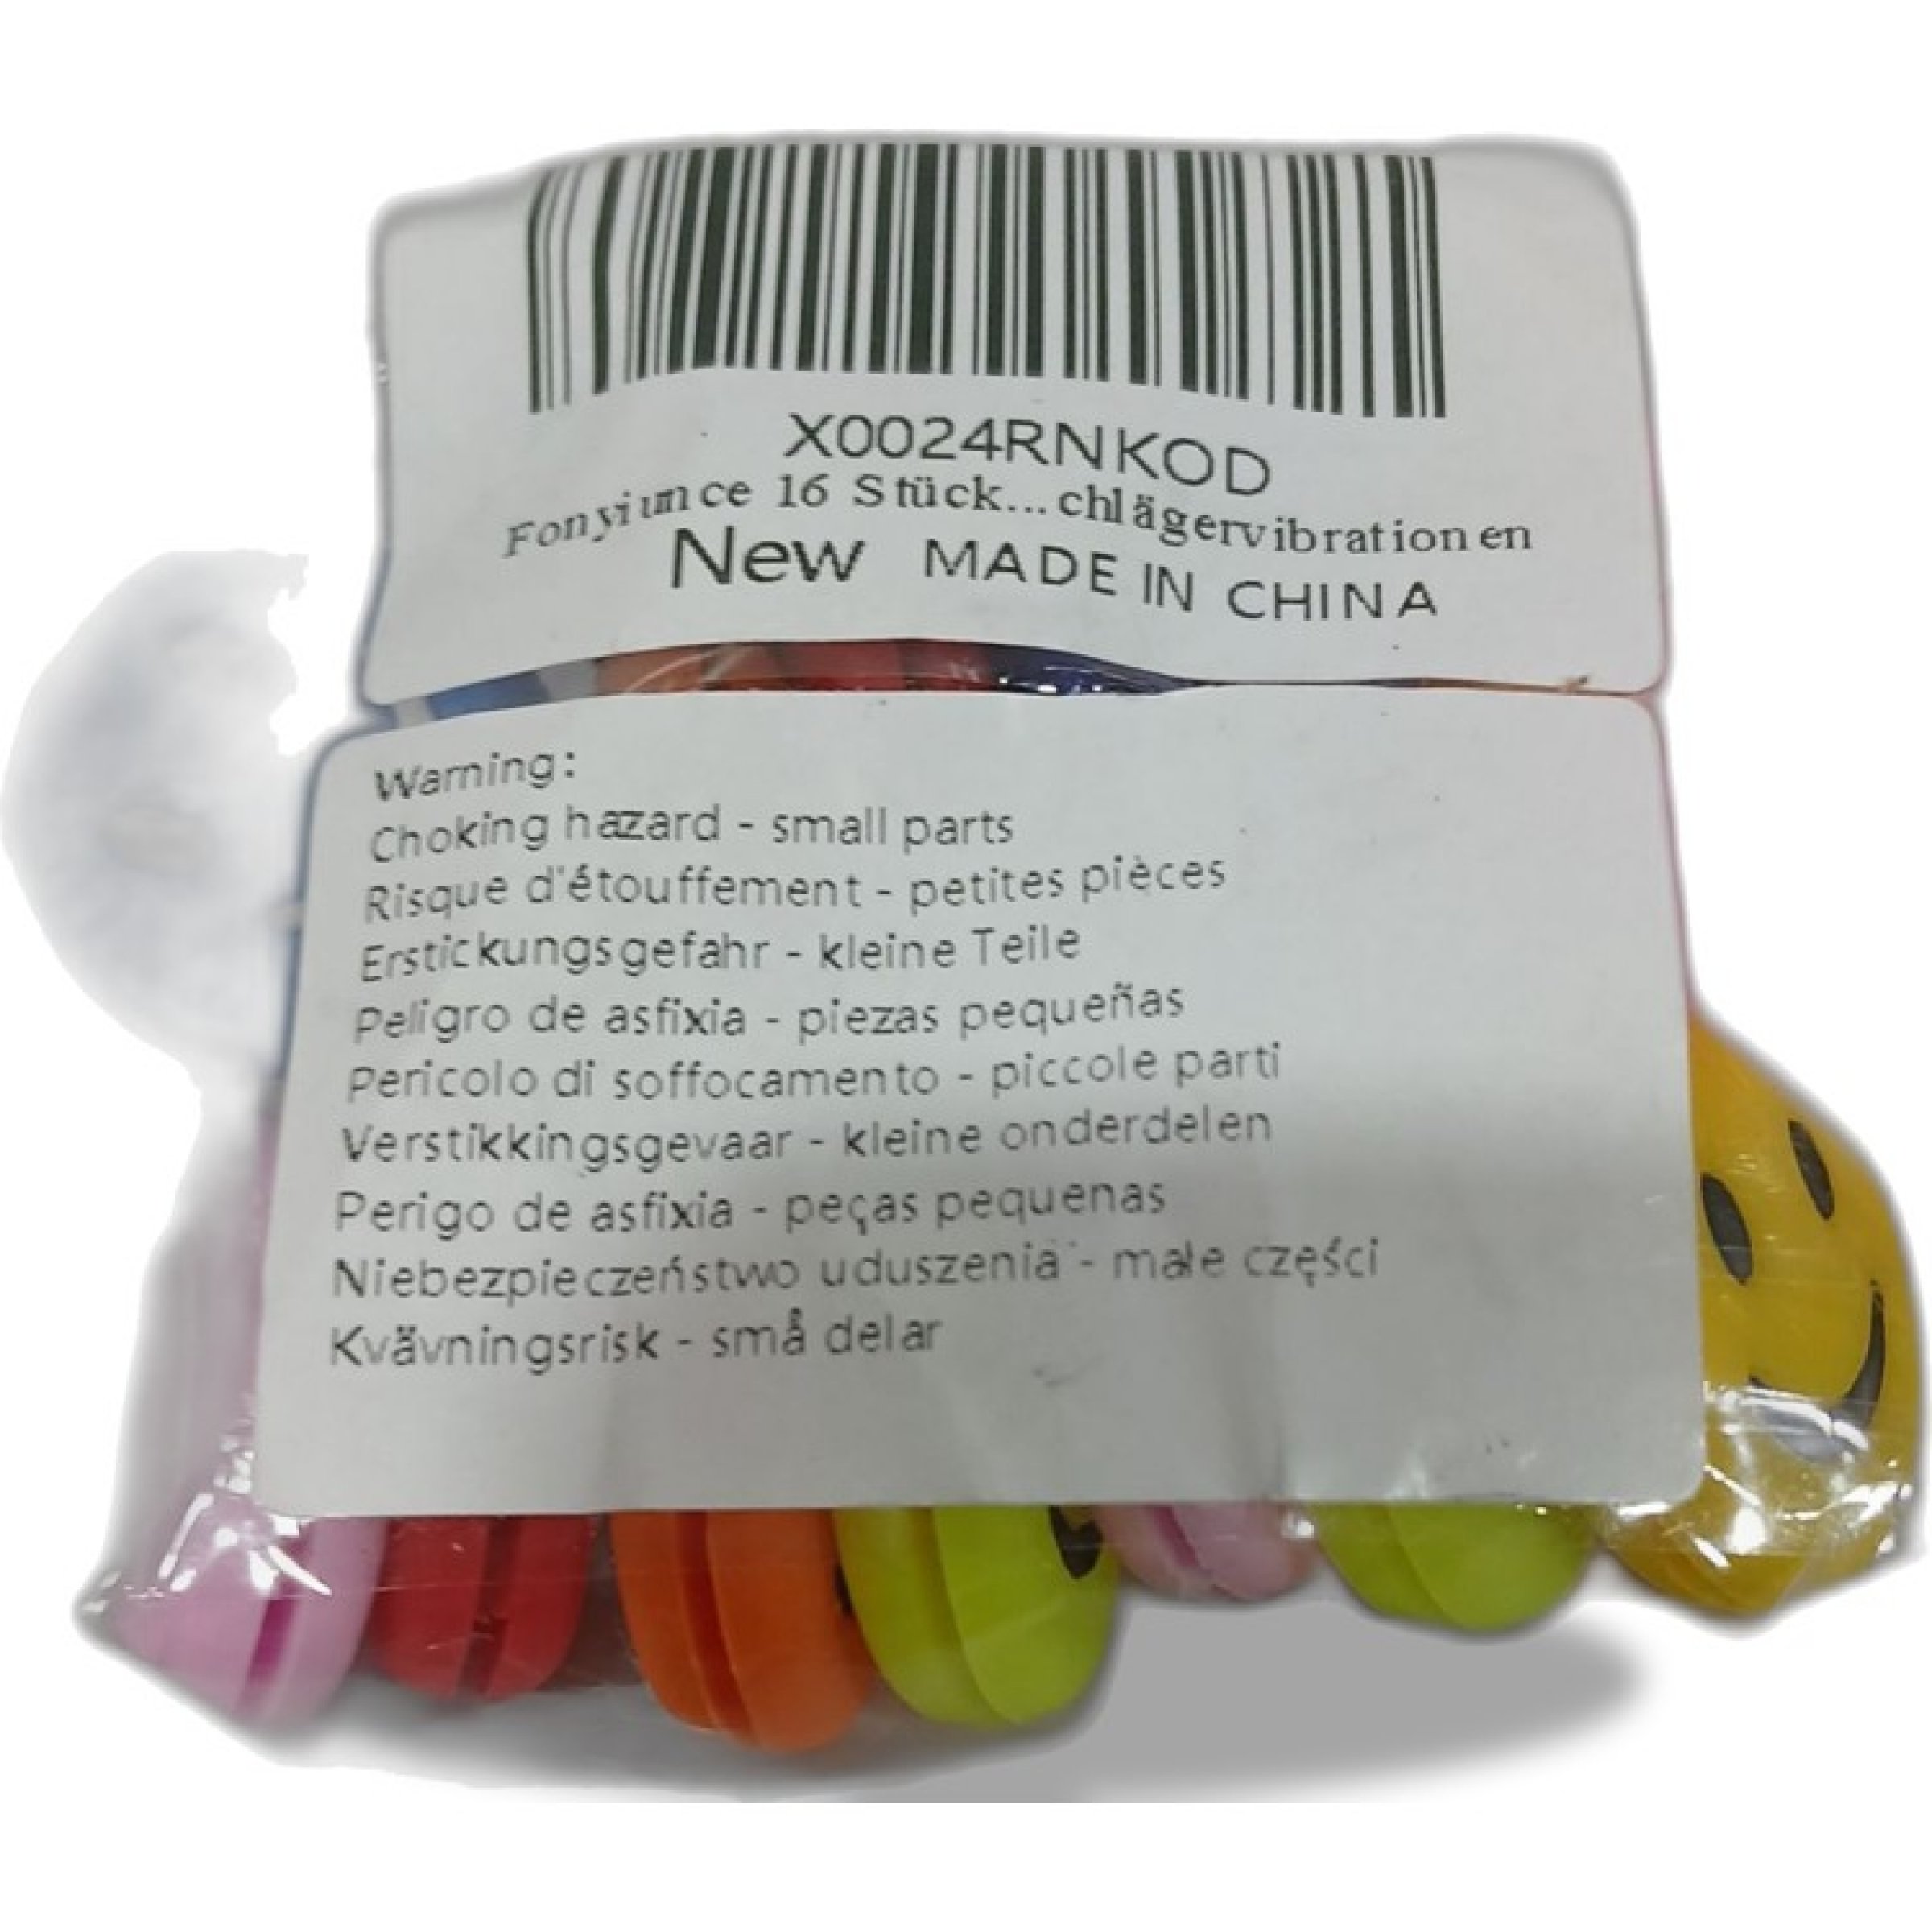 X0024RNKOD
Fonyiunce 16 Stück...chlägervibrationen
New MADE IN CHINA
Warning:
Choking hazard - small parts
Risque d'étouffement - petites pièces
Erstickungsgefahr - kleine Teile
Peligro de asfixia - piezas pequeñas
Pericolo di soffocamento - piccole parti
Verstikkingsgevaar - kleine onderdelen
Perigo de asfixia - peças pequenas
Niebezpieczeństwo uduszenia - małe części
Kvävningsrisk - små delar